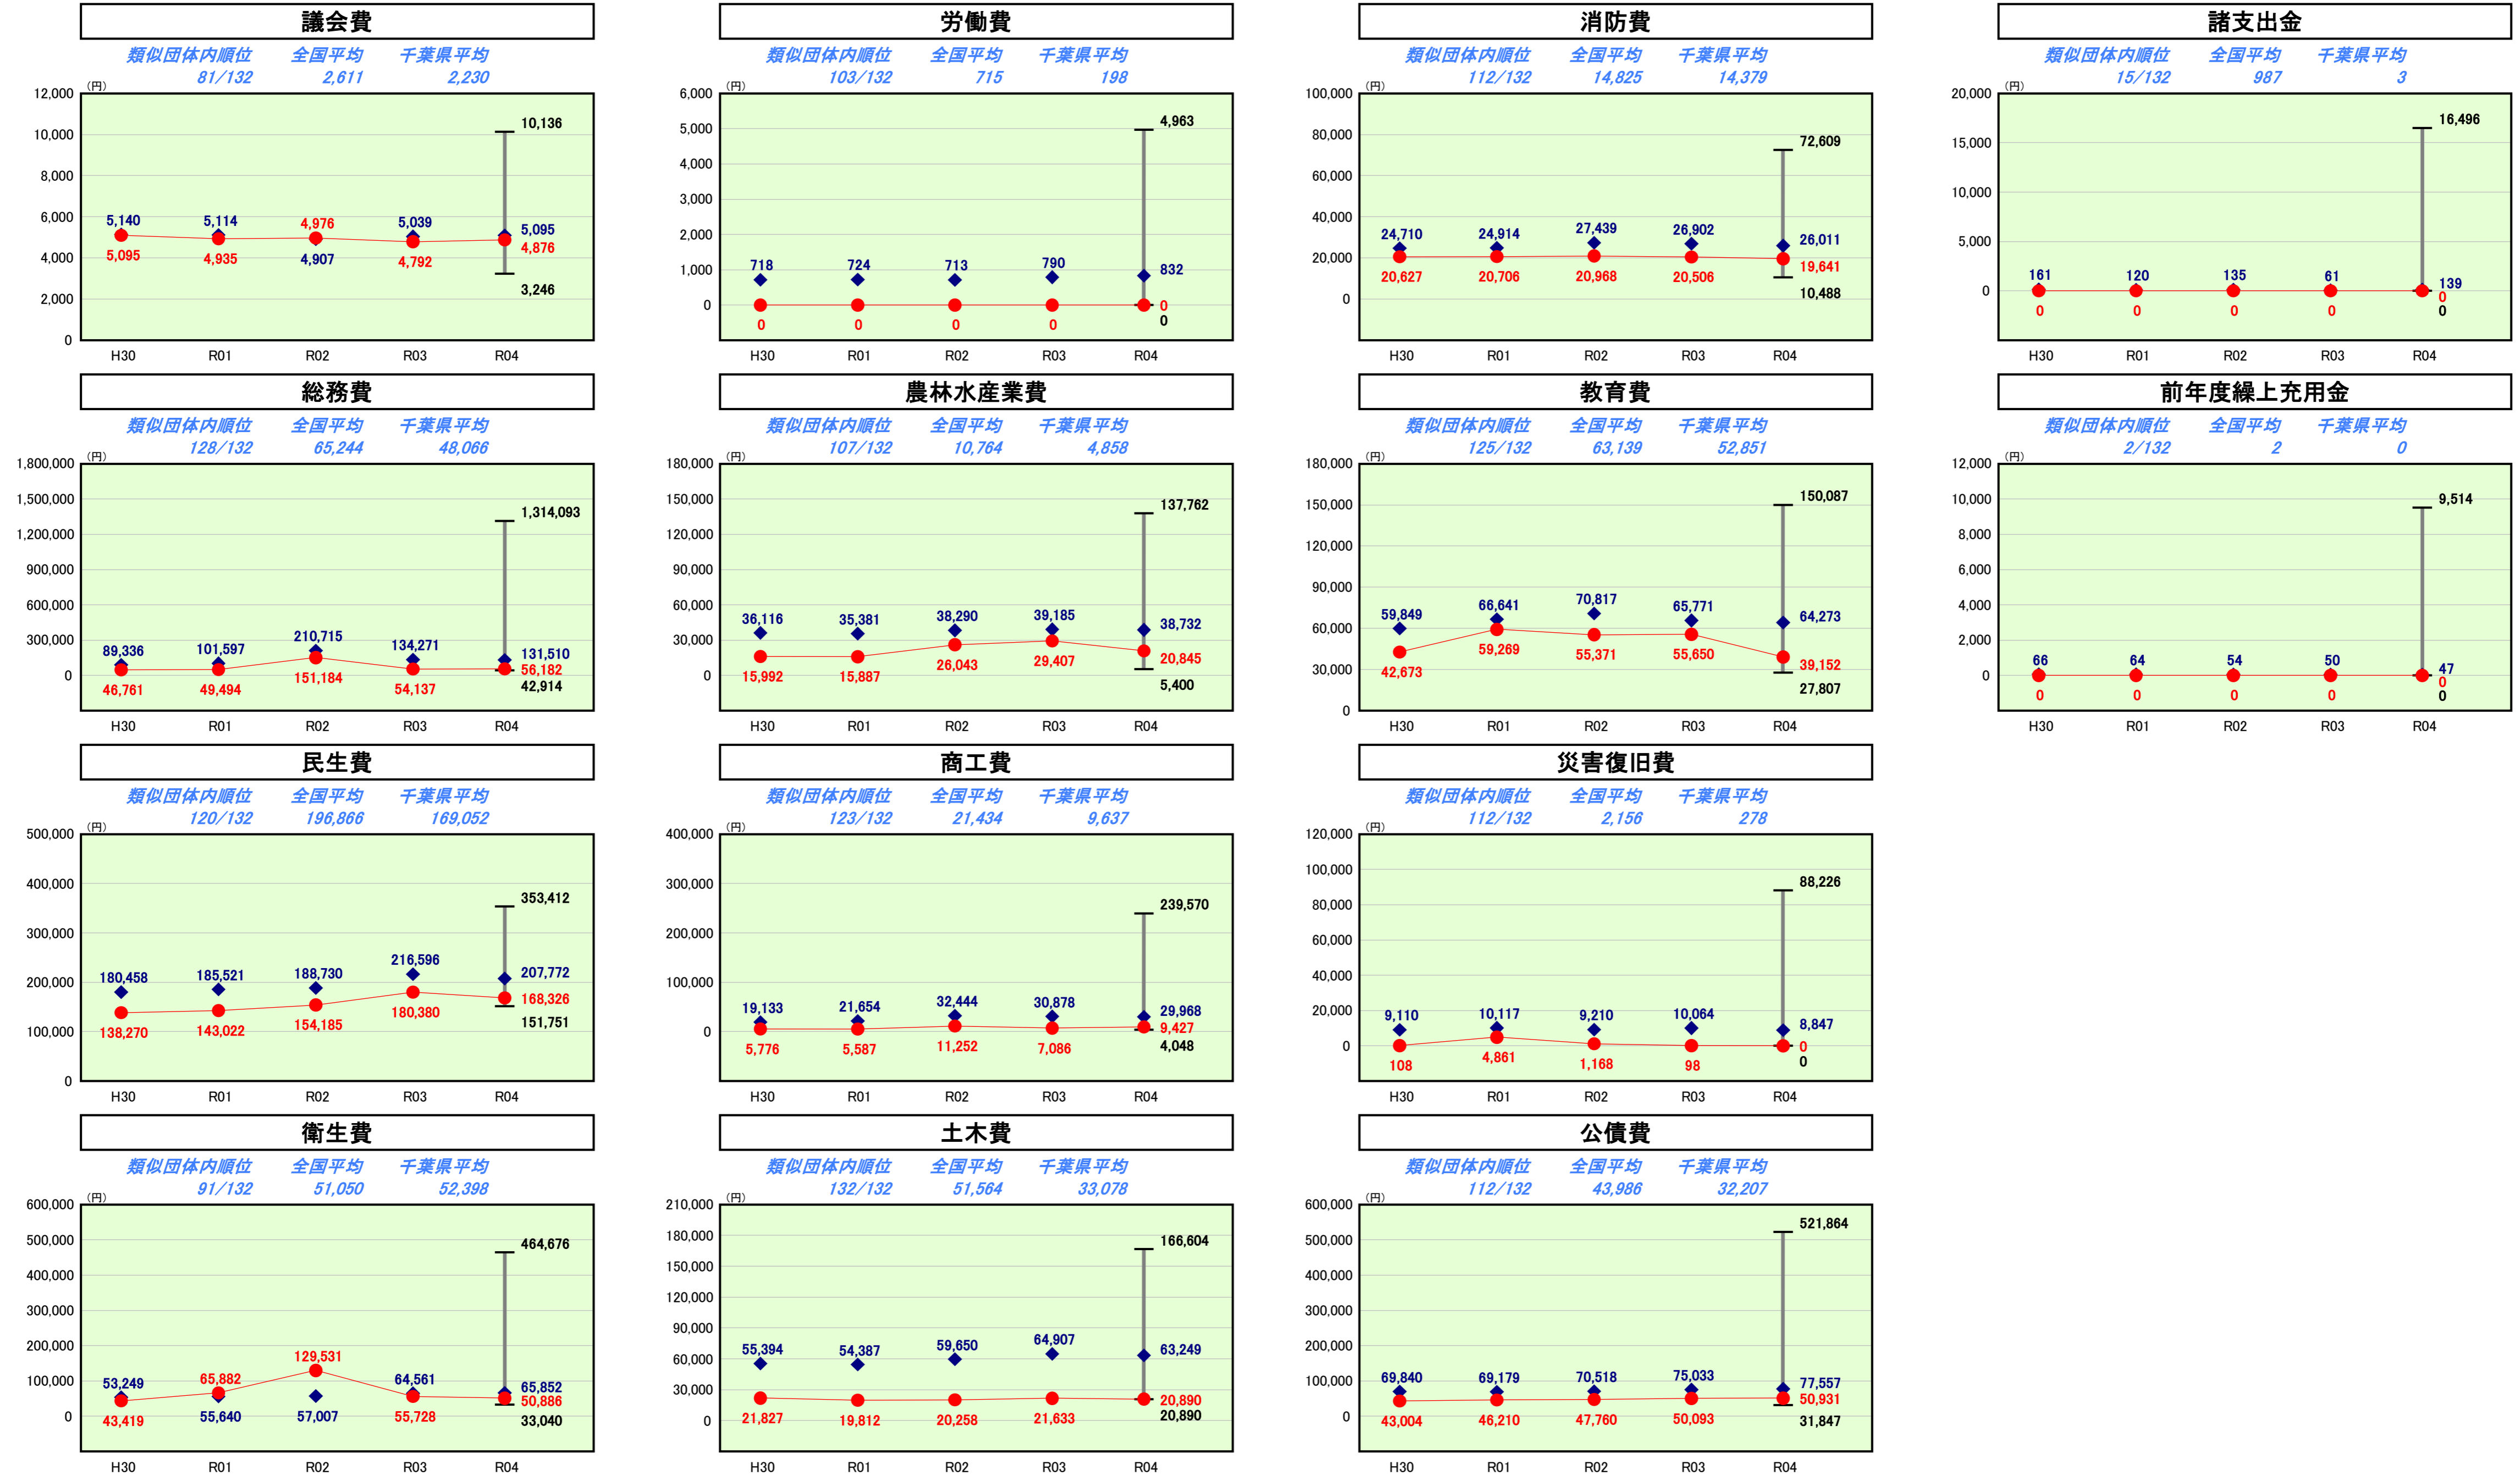 議会費
類似団体内順位 全国平均 千葉県平均
81/132 2,611 2,230
(円)
12,000
10,000
8,000
6,000
4,000
2,000
0
10,136
5,140 5,114 4,976 5,039 5,095
5,095 4,935 4,907 4,792 4,876
3,246
H30 R01 R02 R03 R04
労働費
類似団体内順位 全国平均 千葉県平均
103/132 715 198
(円)
6,000
5,000
4,000
3,000
2,000
1,000
0
4,963
718 724 713 790 832
0 0 0 0 0
0
H30 R01 R02 R03 R04
消防費
類似団体内順位 全国平均 千葉県平均
112/132 14,825 14,379
(円)
100,000
80,000
60,000
40,000
20,000
0
72,609
24,710 24,914 27,439 26,902 26,011
20,627 20,706 20,968 20,506 19,641
10,488
H30 R01 R02 R03 R04
諸支出金
類似団体内順位 全国平均 千葉県平均
15/132 987 3
(円)
20,000
15,000
10,000
5,000
0
16,496
161 120 135 61 139
0 0 0 0 0
0
H30 R01 R02 R03 R04
総務費
類似団体内順位 全国平均 千葉県平均
128/132 65,244 48,066
(円)
1,800,000
1,500,000
1,200,000
900,000
600,000
300,000
0
1,314,093
89,336 101,597 210,715 134,271 131,510
46,761 49,494 151,184 54,137 56,182
42,914
H30 R01 R02 R03 R04
農林水産業費
類似団体内順位 全国平均 千葉県平均
107/132 10,764 4,858
(円)
180,000
150,000
120,000
90,000
60,000
30,000
0
137,762
36,116 35,381 38,290 39,185 38,732
15,992 15,887 26,043 29,407 20,845
5,400
H30 R01 R02 R03 R04
教育費
類似団体内順位 全国平均 千葉県平均
125/132 63,139 52,851
(円)
180,000
150,000
120,000
90,000
60,000
30,000
0
150,087
59,849 66,641 70,817 65,771 64,273
42,673 59,269 55,371 55,650 39,152
27,807
H30 R01 R02 R03 R04
前年度繰上充用金
類似団体内順位 全国平均 千葉県平均
2/132 2 0
(円)
12,000
10,000
8,000
6,000
4,000
2,000
0
9,514
66 64 54 50 47
0 0 0 0 0
0
H30 R01 R02 R03 R04
民生費
類似団体内順位 全国平均 千葉県平均
120/132 196,866 169,052
(円)
500,000
400,000
300,000
200,000
100,000
0
353,412
180,458 185,521 188,730 216,596 207,772
138,270 143,022 154,185 180,380 168,326
151,751
H30 R01 R02 R03 R04
商工費
類似団体内順位 全国平均 千葉県平均
123/132 21,434 9,637
(円)
400,000
300,000
200,000
100,000
0
239,570
19,133 21,654 32,444 30,878 29,968
5,776 5,587 11,252 7,086 9,427
4,048
H30 R01 R02 R03 R04
災害復旧費
類似団体内順位 全国平均 千葉県平均
112/132 2,156 278
(円)
120,000
100,000
80,000
60,000
40,000
20,000
0
88,226
9,110 10,117 9,210 10,064 8,847
108 4,861 1,168 98 0
0
H30 R01 R02 R03 R04
衛生費
類似団体内順位 全国平均 千葉県平均
91/132 51,050 52,398
(円)
600,000
500,000
400,000
300,000
200,000
100,000
0
464,676
53,249 65,882 129,531 64,561 65,852
43,419 55,640 57,007 55,728 50,886
33,040
H30 R01 R02 R03 R04
土木費
類似団体内順位 全国平均 千葉県平均
132/132 51,564 33,078
(円)
210,000
180,000
150,000
120,000
90,000
60,000
30,000
0
166,604
55,394 54,387 59,650 64,907 63,249
21,827 19,812 20,258 21,633 20,890
20,890
H30 R01 R02 R03 R04
公債費
類似団体内順位 全国平均 千葉県平均
112/132 43,986 32,207
(円)
600,000
500,000
400,000
300,000
200,000
100,000
0
521,864
69,840 69,179 70,518 75,033 77,557
43,004 46,210 47,760 50,093 50,931
31,847
H30 R01 R02 R03 R04